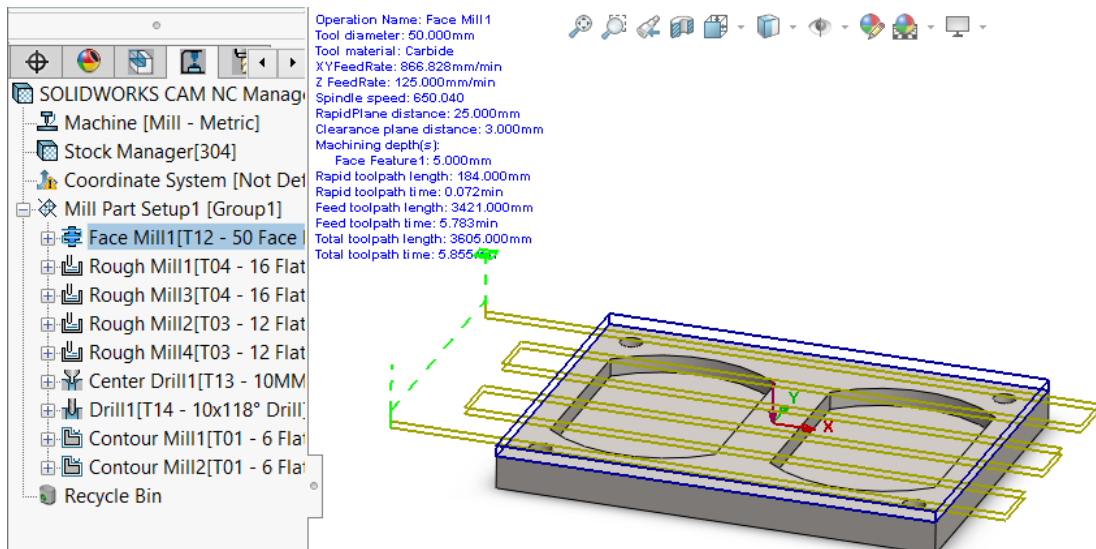 SOLIDWORKS CAM NC Manag
Machine [Mill - Metric]
Stock Manager[304]
Coordinate System [Not Def
Mill Part Setup1 [Group1]
Face Mill1[T12 - 50 Face
Rough Mill1[T04 - 16 Flat
Rough Mill3[T04 - 16 Flat
Rough Mill2[T03 - 12 Flat
Rough Mill4[T03 - 12 Flat
Center Drill1[T13 - 10MM
Drill1[T14 - 10x118° Drill]
Contour Mill1[T01 - 6 Flat
Contour Mill2[T01 - 6 Flat
Recycle Bin
Operation Name: Face Mill1
Tool diameter: 50.000mm
Tool material: Carbide
XYFeedRate: 866.828mm/min
Z FeedRate: 125.000mm/min
Spindle speed: 650.040
RapidPlane distance: 25.000mm
Clearance plane distance: 3.000mm
Machining depth(s):
Face Feature1: 5.000mm
Rapid toolpath length: 184.000mm
Rapid toolpath time: 0.072min
Feed toolpath length: 3421.000mm
Feed toolpath time: 5.783min
Total toolpath length: 3605.000mm
Total toolpath time: 5.855
Y
X